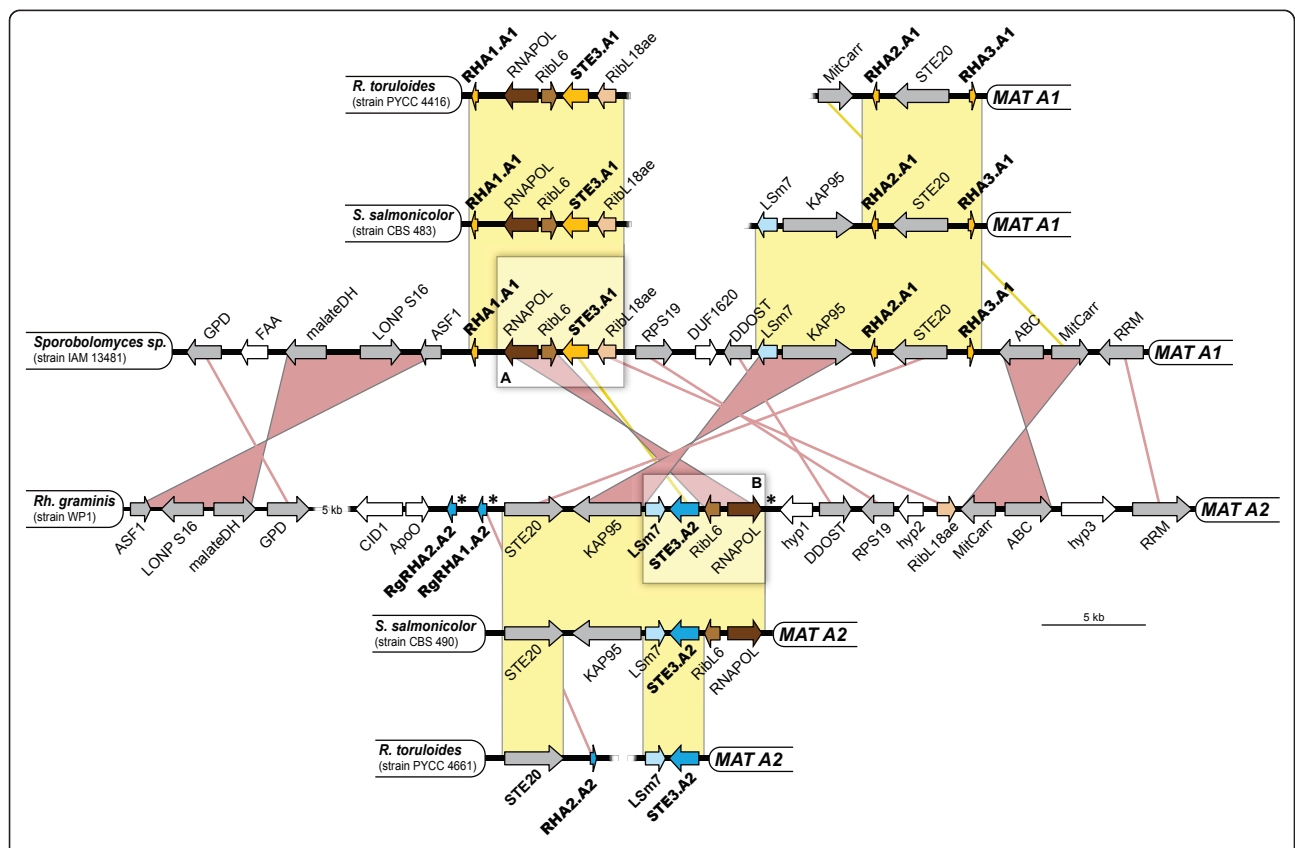 RHA1.A1 RNAPOL RibL6 STE3.A1 RibL18ae MitCarr RHA2.A1 STE20 RHA3.A1
R. toruloides
(strain PYCC 4416)
MAT A1
RHA1.A1 RNAPOL RibL6 STE3.A1 RibL18ae LSm7 KAP95 RHA2.A1 STE20 RHA3.A1
S. salmonicolor
(strain CBS 483)
MAT A1
GPD FAA malateDH LONP S16 ASF1 RHA1.A1 RNAPOL RibL6 STE3.A1 RibL18ae RPS19 DUF1620 DDOST LSm7 KAP95 RHA2.A1 STE20 RHA3.A1 ABC MitCarr RRM
Sporobolomyces sp.
(strain IAM 13481)
MAT A1
A
B
* * *
Rh. graminis
(strain WP1)
5 kb
MAT A2
ASF1 LONP S16 malateDH GPD CID1 ApoO RgRHA2.A2 RgRHA1.A2 STE20 KAP95 LSm7 STE3.A2 RibL6 RNAPOL hyp1 DDOST RPS19 hyp2 RibL18ae MitCarr ABC hyp3 RRM
5 kb
S. salmonicolor
(strain CBS 490)
MAT A2
STE20 KAP95 LSm7 STE3.A2 RibL6 RNAPOL
R. toruloides
(strain PYCC 4661)
MAT A2
STE20 RHA2.A2 LSm7 STE3.A2